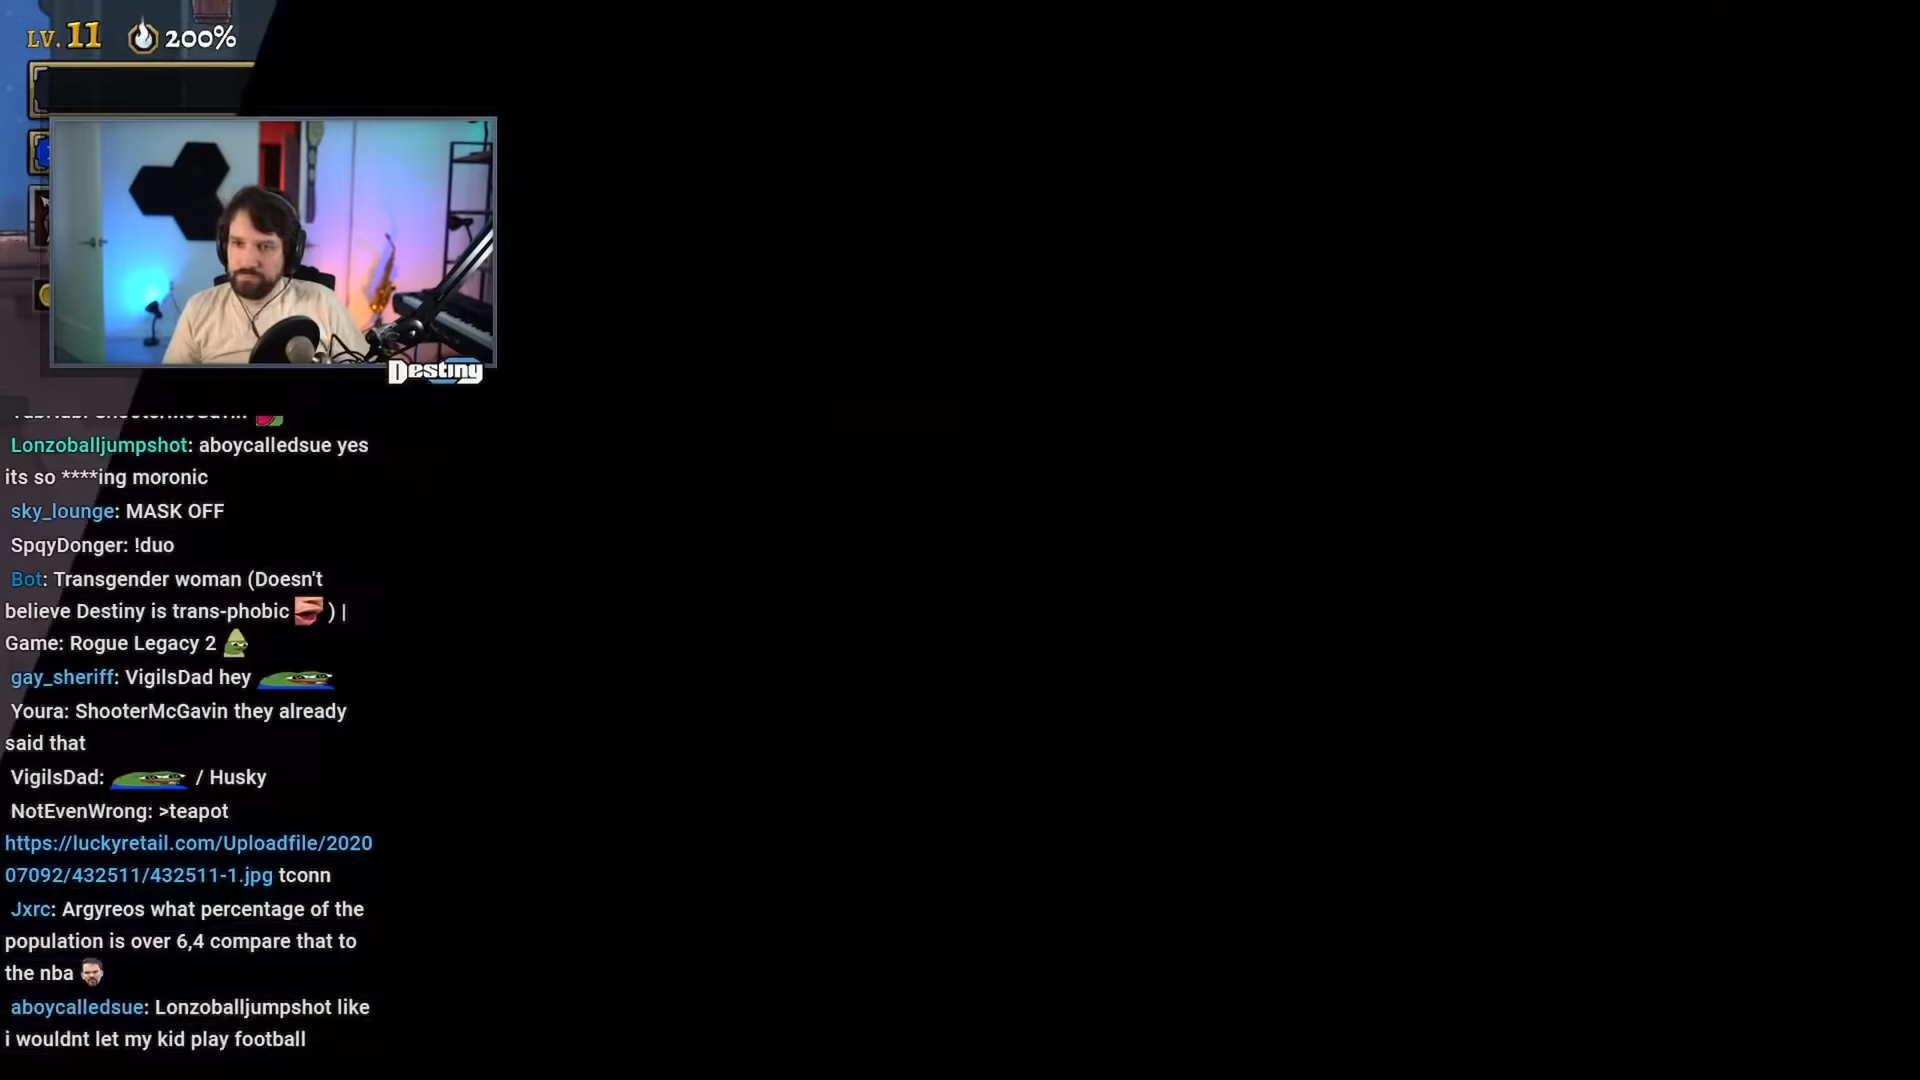 LV. 11 200%
Destiny
Lonzoballjumpshot: aboycalledsue yes
its so ****ing moronic
sky_lounge: MASK OFF
SpqyDonger: !duo
Bot: Transgender woman (Doesn't
believe Destiny is trans-phobic ) |
Game: Rogue Legacy 2
gay_sheriff: VigilsDad hey
Youra: ShooterMcGavin they already
said that
VigilsDad: / Husky
NotEvenWrong: >teapot
https://luckyretail.com/Uploadfile/2020
07092/432511/432511-1.jpg tconn
Jxrc: Argyreos what percentage of the
population is over 6,4 compare that to
the nba
aboycalledsue: Lonzoballjumpshot like
i wouldnt let my kid play football